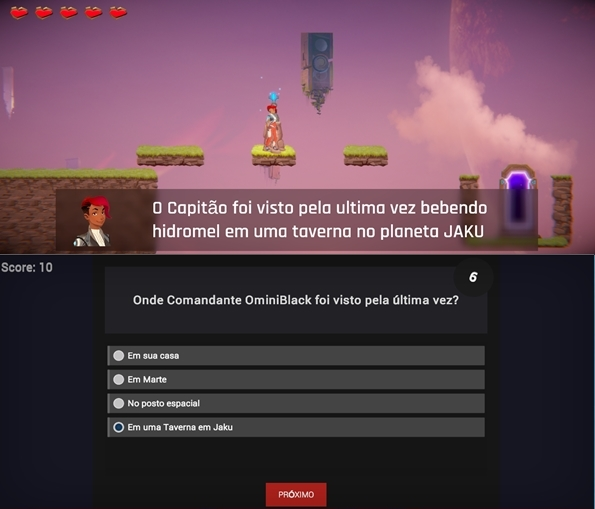 O Capitão foi visto pela ultima vez bebendo
hidromel em uma taverna no planeta JAKU
Score: 10
6
Onde Comandante OminiBlack foi visto pela última vez?
Em sua casa
Em Marte
No posto espacial
Em uma Taverna em Jaku
PRÓXIMO